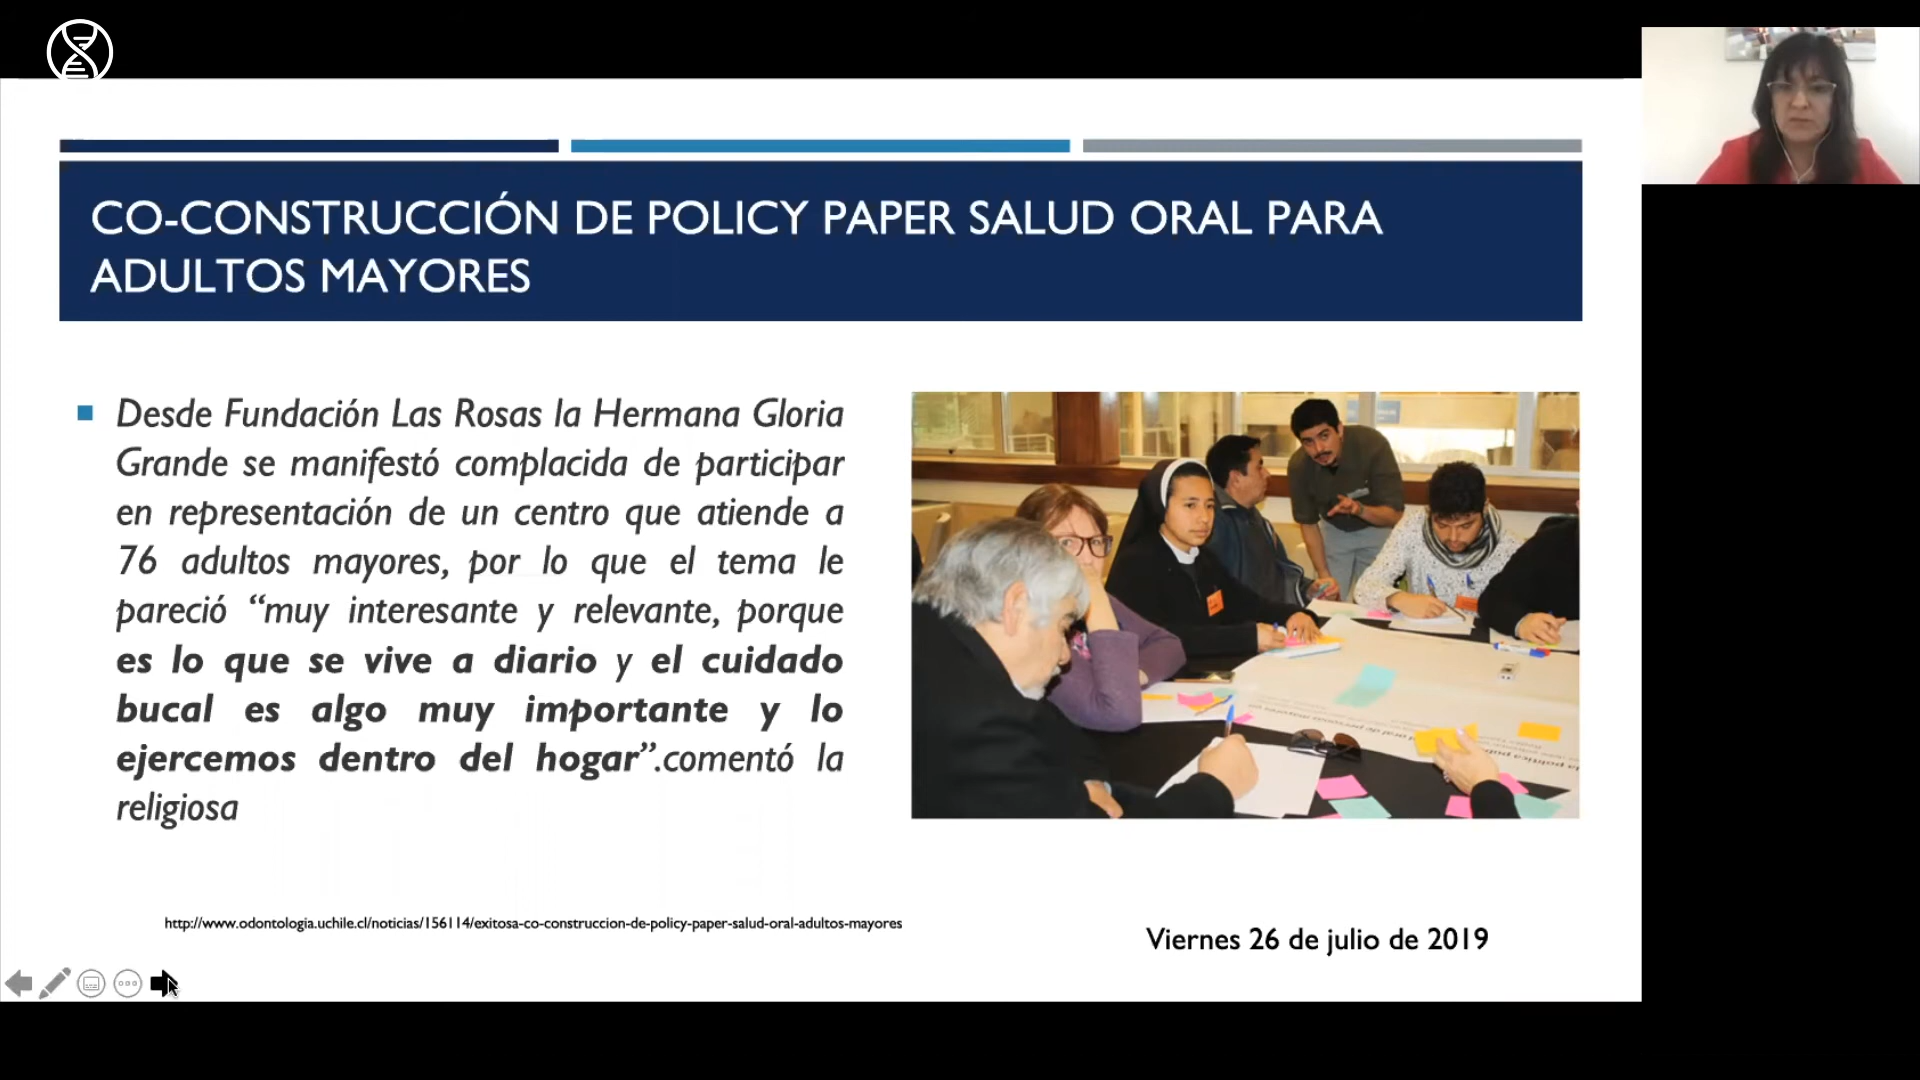 CO-CONSTRUCCIÓN DE POLICY PAPER SALUD ORAL PARA
ADULTOS MAYORES
Desde Fundación Las Rosas la Hermana Gloria
Grande se manifestó complacida de participar
en representación de un centro que atiende a
76 adultos mayores, por lo que el tema le
pareció “muy interesante y relevante, porque
es lo que se vive a diario y el cuidado
bucal es algo muy importante y lo
ejercemos dentro del hogar”.comentó la
religiosa
http://www.odontologia.uchile.cl/noticias/156114/exitosa-co-construccion-de-policy-paper-salud-oral-adultos-mayores
Viernes 26 de julio de 2019